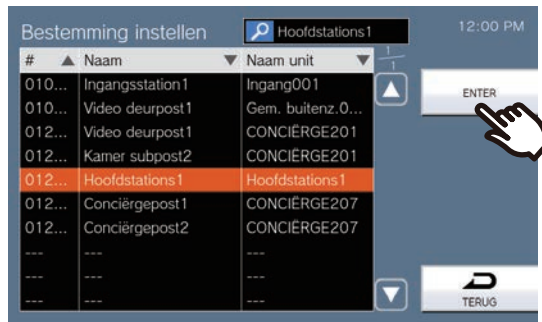 Bestemming instellen Hoofdstations1 12:00 PM
# Naam Naam unit 1/1
010... Ingangsstation1 Ingang001
010... Video deurpost1 Gem. buitenz.0...
012... Video deurpost1 CONCIËRGE201
012... Kamer subpost2 CONCIËRGE201
012... Hoofdstations1 Hoofdstations1
012... Conciërgepost1 CONCIËRGE207
012... Conciërgepost2 CONCIËRGE207
--- --- ---
--- --- ---
--- --- ---
ENTER
TERUG